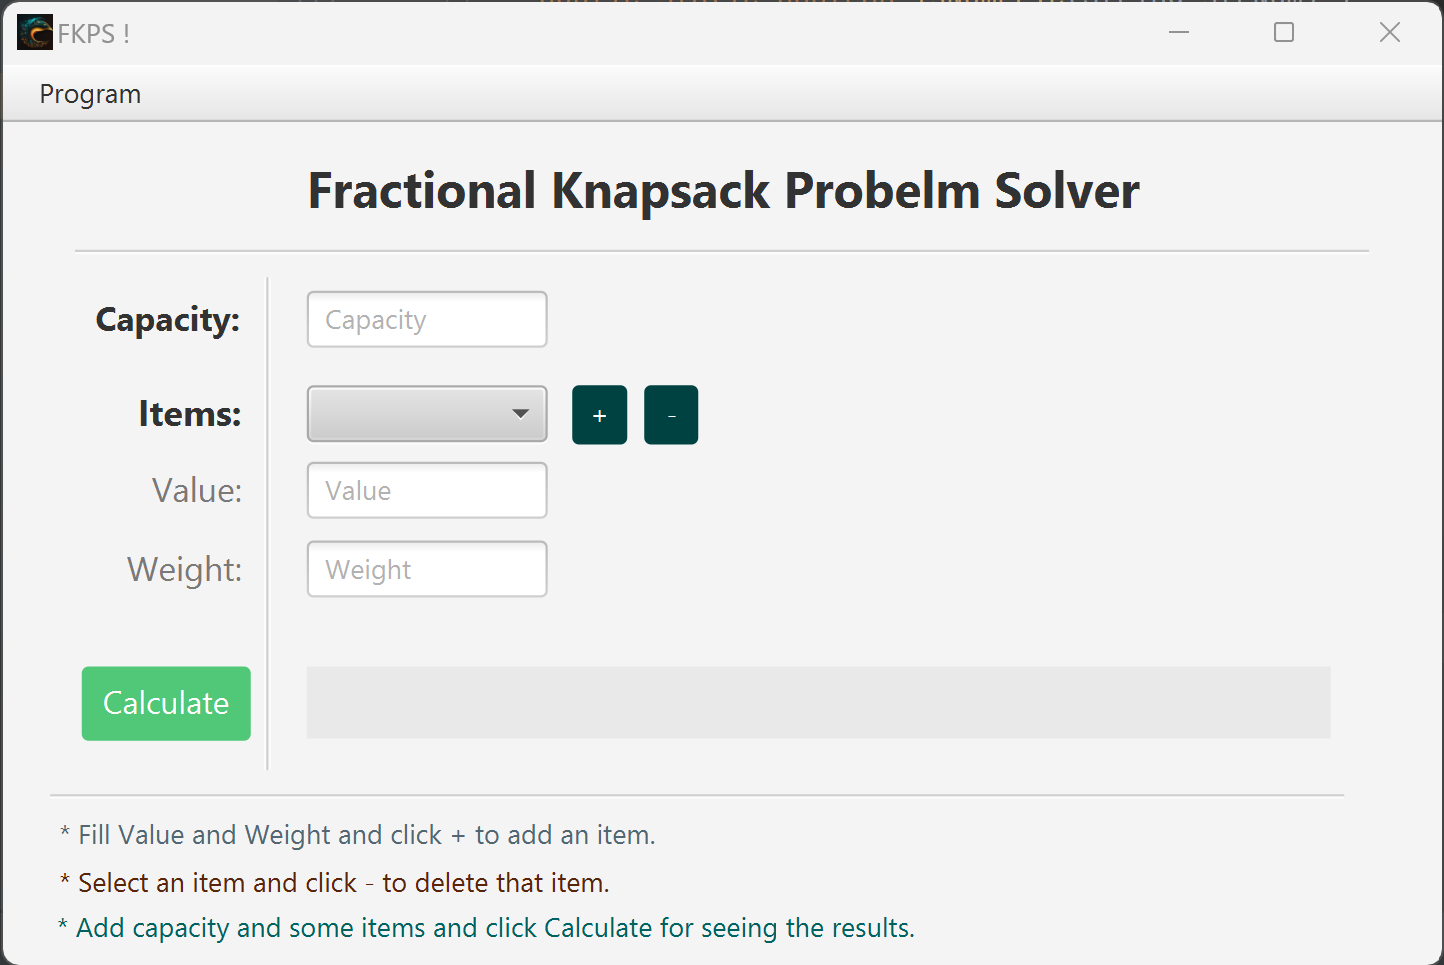 FKPS !
Program
Fractional Knapsack Probelm Solver
Capacity:
Capacity
Items:
+ -
Value:
Value
Weight:
Weight
Calculate
* Fill Value and Weight and click + to add an item.
* Select an item and click - to delete that item.
* Add capacity and some items and click Calculate for seeing the results.